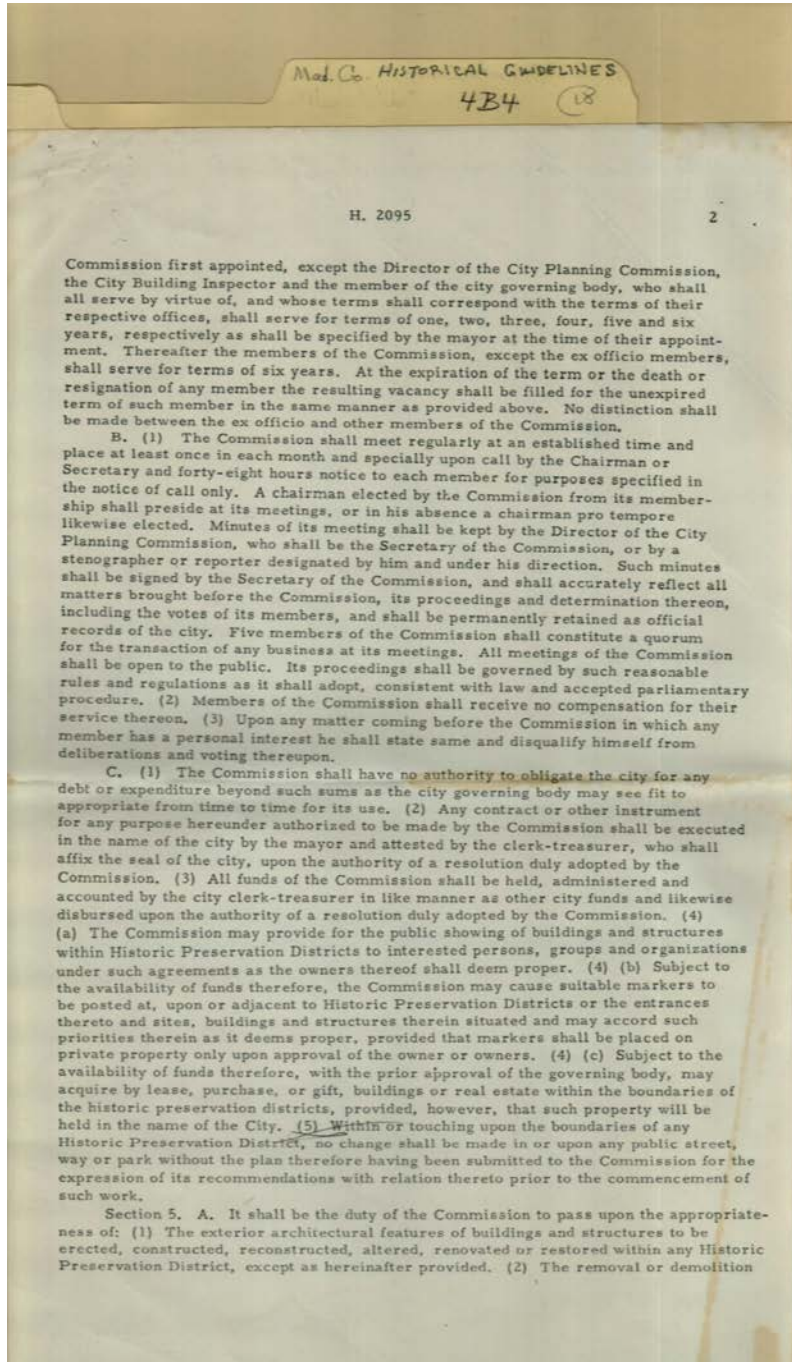 Mad. Co. HISTORICAL GUIDELINES
4B4 18
H. 2095 2
Commission first appointed, except the Director of the City Planning Commission,
the City Building Inspector and the member of the city governing body, who shall
all serve by virtue of, and whose terms shall correspond with the terms of their
respective offices, shall serve for terms of one, two, three, four, five and six
years, respectively as shall be specified by the mayor at the time of their appoint-
ment. Thereafter the members of the Commission, except the ex officio members,
shall serve for terms of six years. At the expiration of the term or the death or
resignation of any member the resulting vacancy shall be filled for the unexpired
term of such member in the same manner as provided above. No distinction shall
be made between the ex officio and other members of the Commission.
B. (1) The Commission shall meet regularly at an established time and
place at least once in each month and specially upon call by the Chairman or
Secretary and forty-eight hours notice to each member for purposes specified in
the notice of call only. A chairman elected by the Commission from its member-
ship shall preside at its meetings, or in his absence a chairman pro tempore
likewise elected. Minutes of its meeting shall be kept by the Director of the City
Planning Commission, who shall be the Secretary of the Commission, or by a
stenographer or reporter designated by him and under his direction. Such minutes
shall be signed by the Secretary of the Commission, and shall accurately reflect all
matters brought before the Commission, its proceedings and determination thereon,
including the votes of its members, and shall be permanently retained as official
records of the city. Five members of the Commission shall constitute a quorum
for the transaction of any business at its meetings. All meetings of the Commission
shall be open to the public. Its proceedings shall be governed by such reasonable
rules and regulations as it shall adopt, consistent with law and accepted parliamentary
procedure. (2) Members of the Commission shall receive no compensation for their
service thereon. (3) Upon any matter coming before the Commission in which any
member has a personal interest he shall state same and disqualify himself from
deliberations and voting thereupon.
C. (1) The Commission shall have no authority to obligate the city for any
debt or expenditure beyond such sums as the city governing body may see fit to
appropriate from time to time for its use. (2) Any contract or other instrument
for any purpose hereunder authorized to be made by the Commission shall be executed
in the name of the city by the mayor and attested by the clerk-treasurer, who shall
affix the seal of the city, upon the authority of a resolution duly adopted by the
Commission. (3) All funds of the Commission shall be held, administered and
accounted by the city clerk-treasurer in like manner as other city funds and likewise
disbursed upon the authority of a resolution duly adopted by the Commission. (4)
(a) The Commission may provide for the public showing of buildings and structures
within Historic Preservation Districts to interested persons, groups and organizations
under such agreements as the owners thereof shall deem proper. (4) (b) Subject to
the availability of funds therefore, the Commission may cause suitable markers to
be posted at, upon or adjacent to Historic Preservation Districts or the entrances
thereto and sites, buildings and structures therein situated and may accord such
priorities therein as it deems proper, provided that markers shall be placed on
private property only upon approval of the owner or owners. (4) (c) Subject to the
availability of funds therefore, with the prior approval of the governing body, may
acquire by lease, purchase, or gift, buildings or real estate within the boundaries of
the historic preservation districts, provided, however, that such property will be
held in the name of the City. (5) Within or touching upon the boundaries of any
Historic Preservation District, no change shall be made in or upon any public street,
way or park without the plan therefore having been submitted to the Commission for the
expression of its recommendations with relation thereto prior to the commencement of
such work.
Section 5. A. It shall be the duty of the Commission to pass upon the appropriate-
ness of: (1) The exterior architectural features of buildings and structures to be
erected, constructed, reconstructed, altered, renovated or restored within any Historic
Preservation District, except as hereinafter provided. (2) The removal or demolition